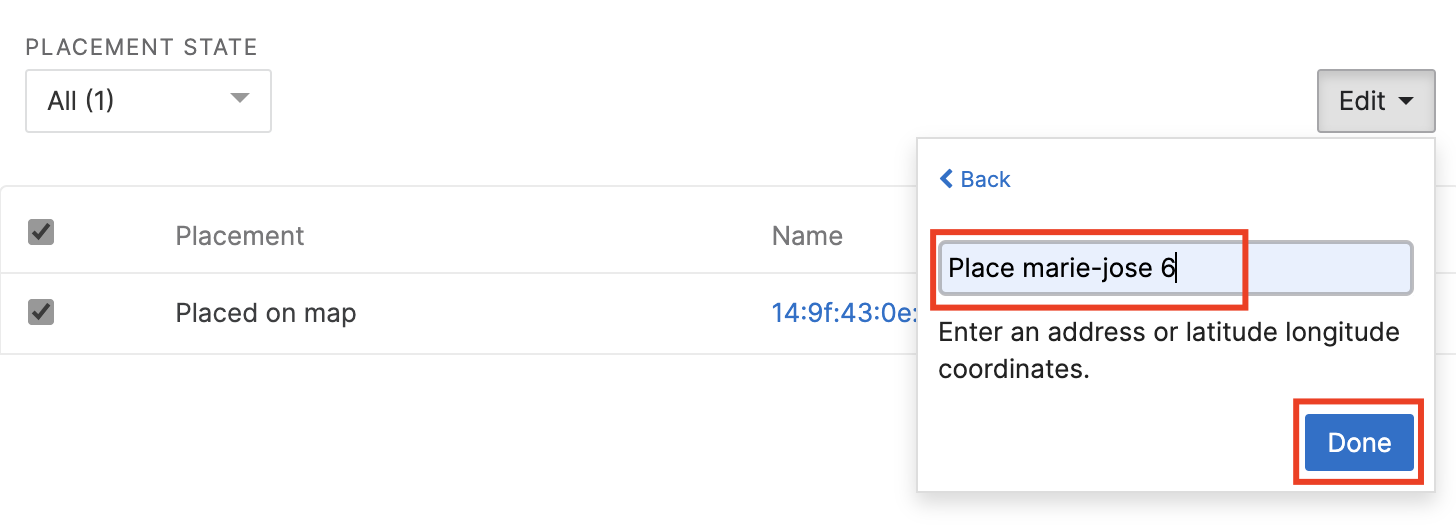 PLACEMENT STATE
All (1)
Edit
Back
Placement
Name
Place marie-jose 6
Placed on map
14:9f:43:0e:
Enter an address or latitude longitude
coordinates.
Done